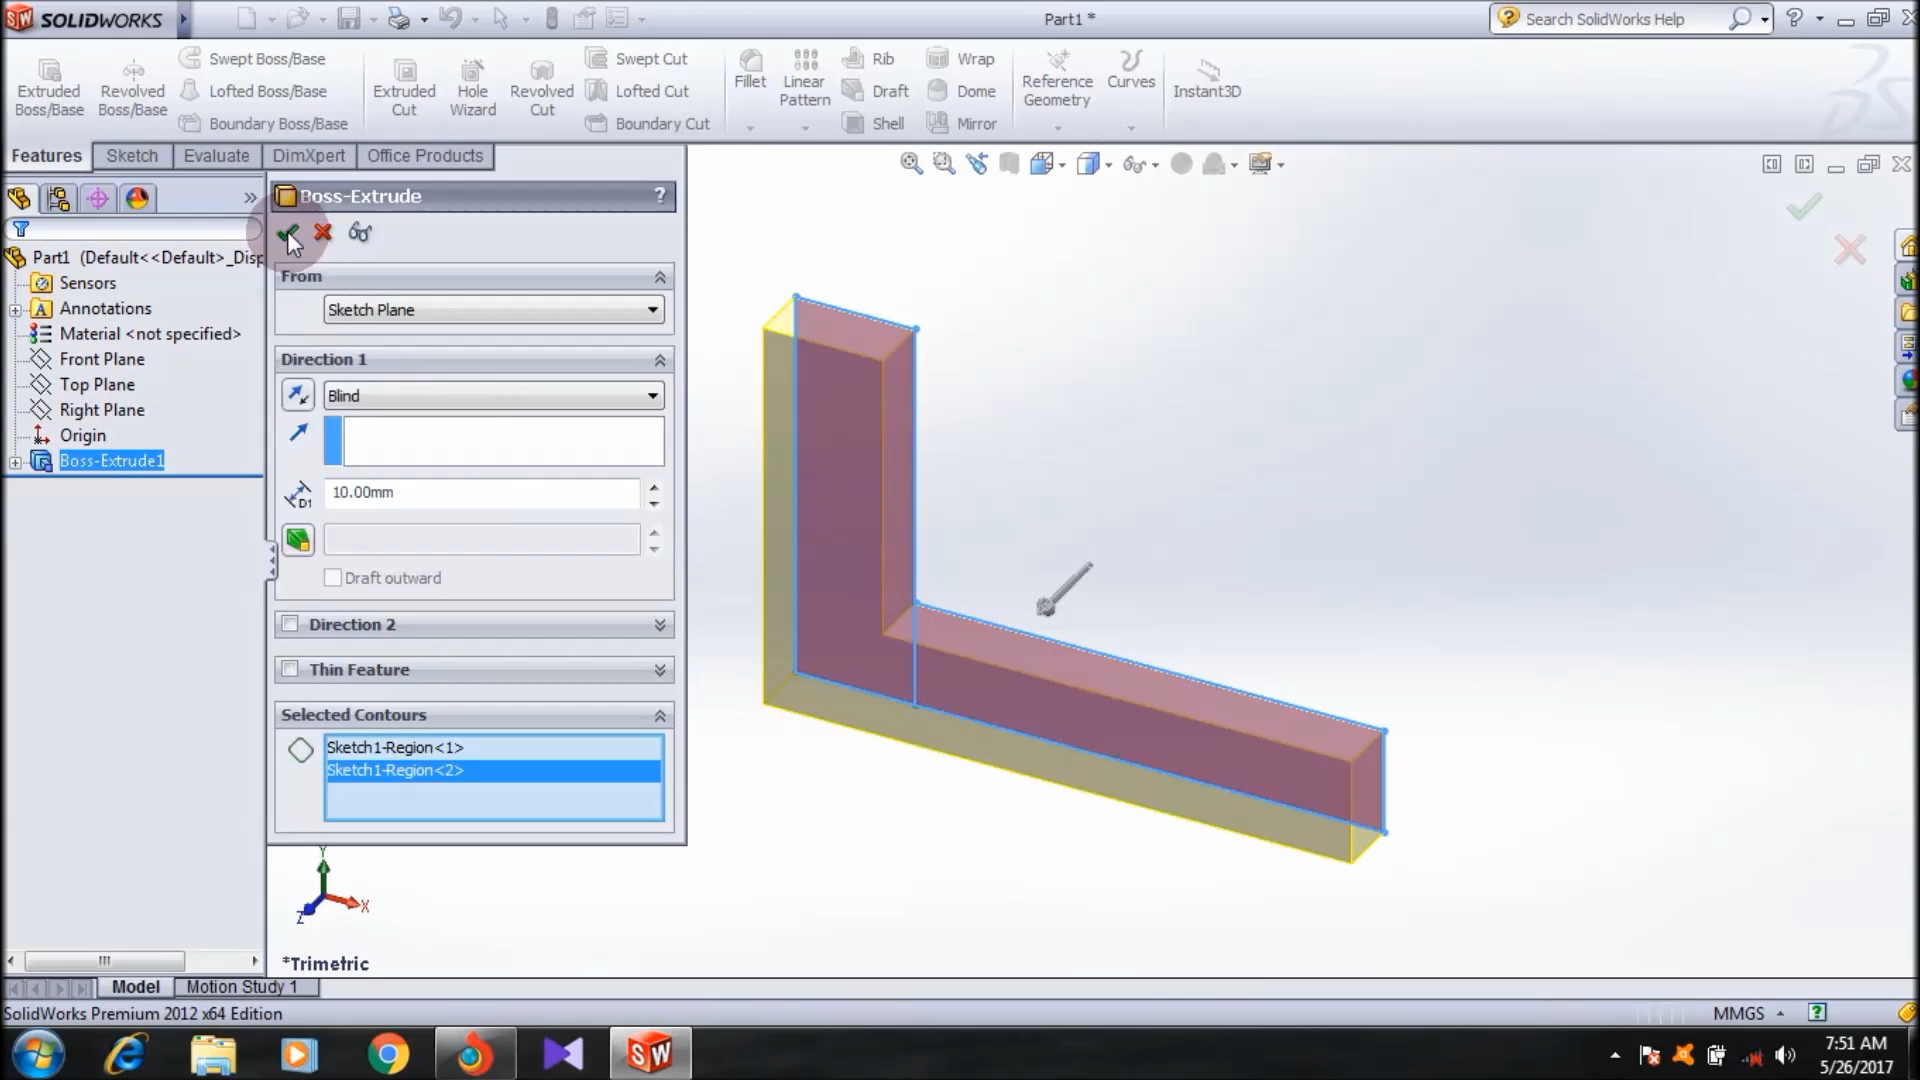 SOLIDWORKS
Part1 *
Search SolidWorks Help
Extruded Boss/Base
Revolved Boss/Base
Swept Boss/Base
Lofted Boss/Base
Boundary Boss/Base
Extruded Cut
Hole Wizard
Revolved Cut
Swept Cut
Lofted Cut
Boundary Cut
Fillet
Linear Pattern
Rib
Draft
Shell
Wrap
Dome
Mirror
Reference Geometry
Curves
Instant3D
Features
Sketch
Evaluate
DimXpert
Office Products
Part1 (Default<<Default>_Disp
Sensors
Annotations
Material <not specified>
Front Plane
Top Plane
Right Plane
Origin
Boss-Extrude1
Boss-Extrude
?
From
Sketch Plane
Direction 1
Blind
D1
10.00mm
Draft outward
Direction 2
Thin Feature
Selected Contours
Sketch1-Region<1>
Sketch1-Region<2>
Y
X
Z
*Trimetric
Model
Motion Study 1
SolidWorks Premium 2012 x64 Edition
MMGS
SW
7:51 AM
5/26/2017